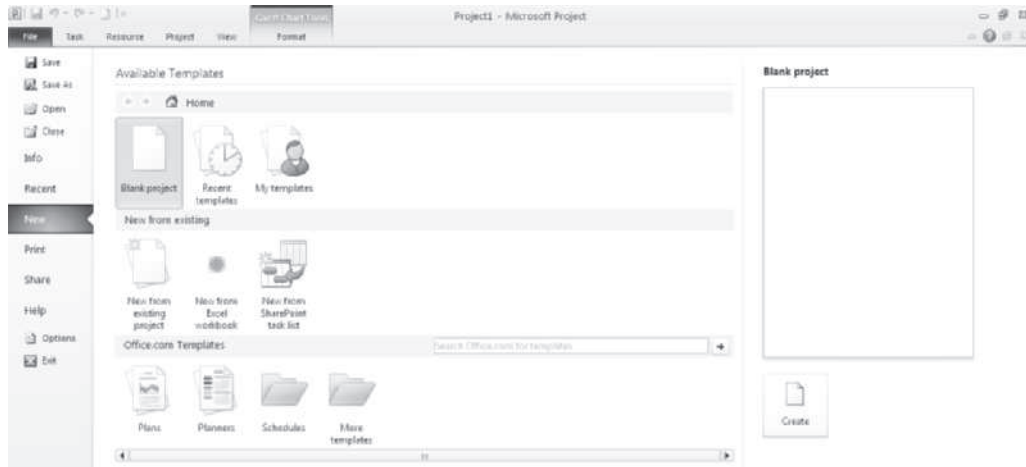 Gantt Chart Tools
Project1 - Microsoft Project
File Task Resource Project View Format
Save
Save As
Open
Close
Info
Recent
New
Print
Share
Help
Options
Exit
Available Templates
Home
Blank project
Recent templates
My templates
New from existing
New from existing project
New from Excel workbook
New from SharePoint task list
Office.com Templates
Search Office.com for templates
Plans
Planners
Schedules
More templates
Blank project
Create